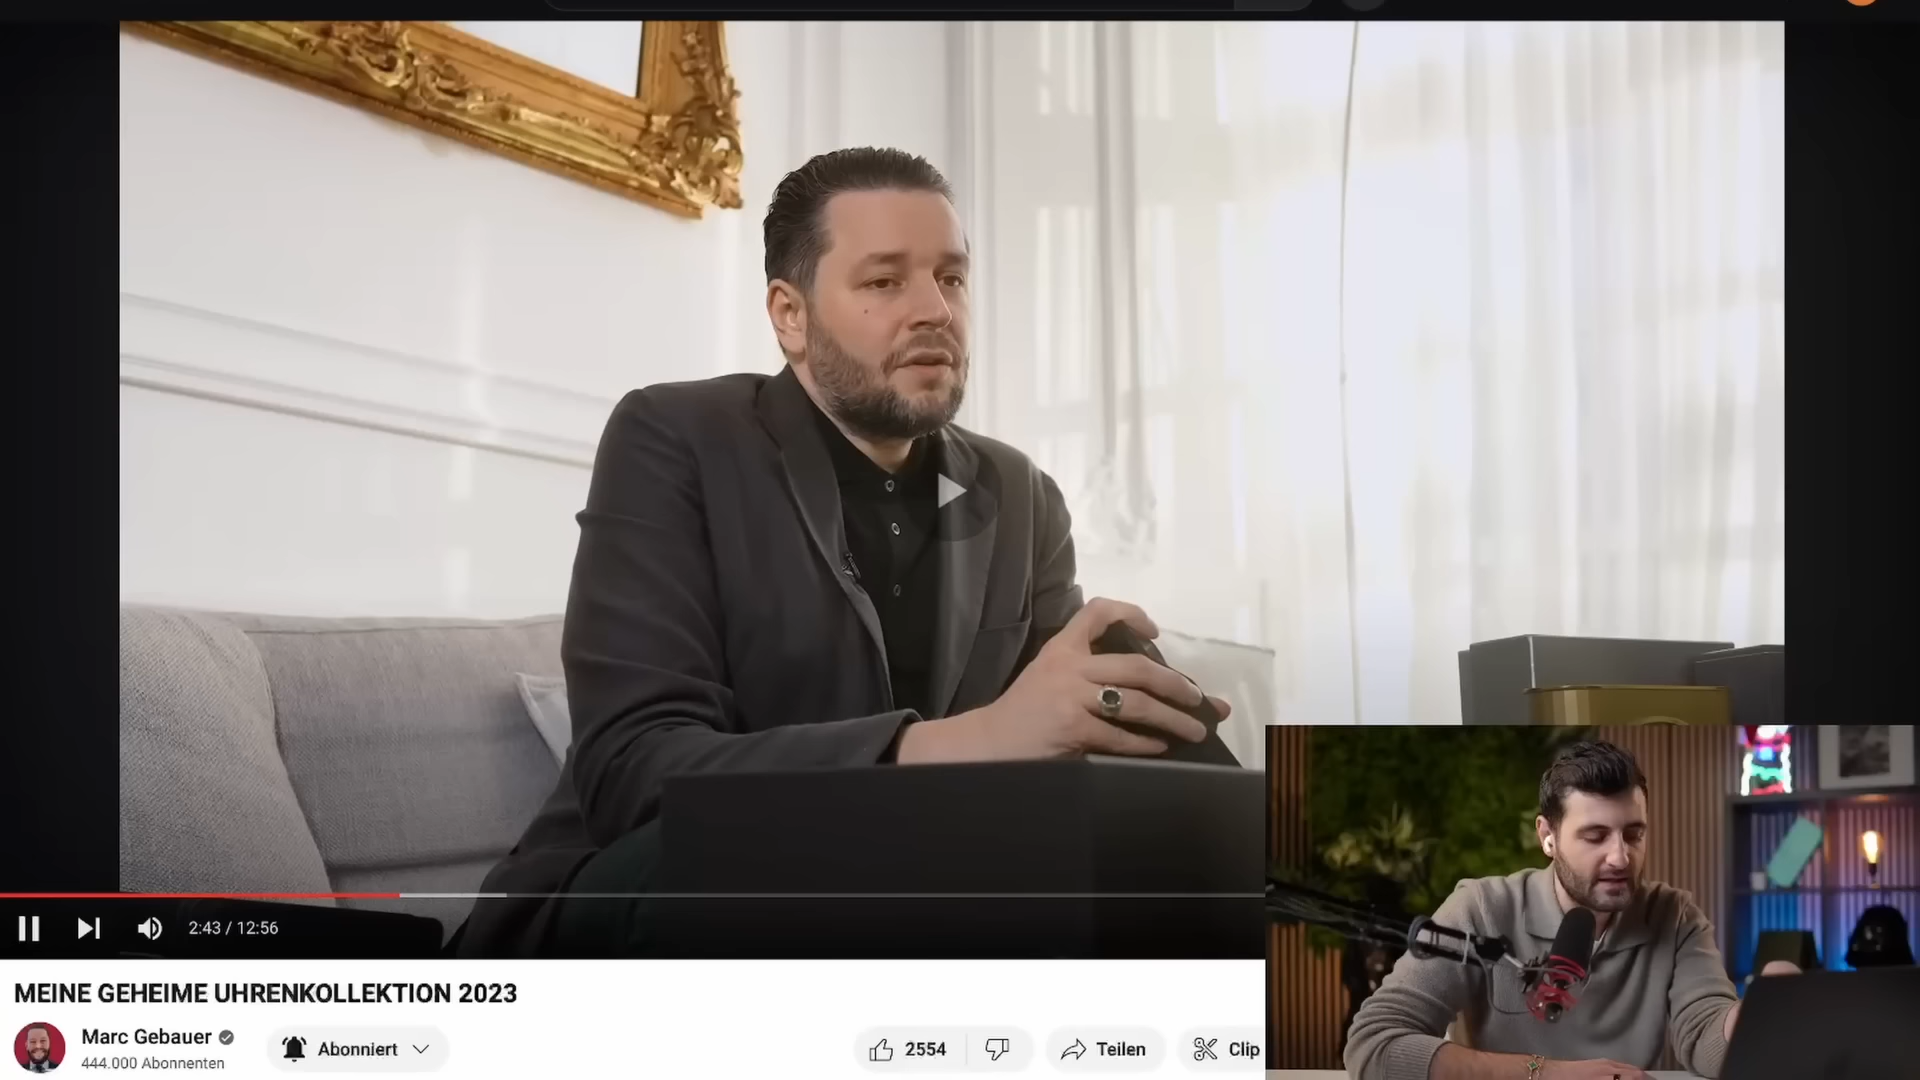 2:43 / 12:56
MEINE GEHEIME UHRENKOLLEKTION 2023
Marc Gebauer
444.000 Abonnenten
Abonniert
2554
Teilen
Clip